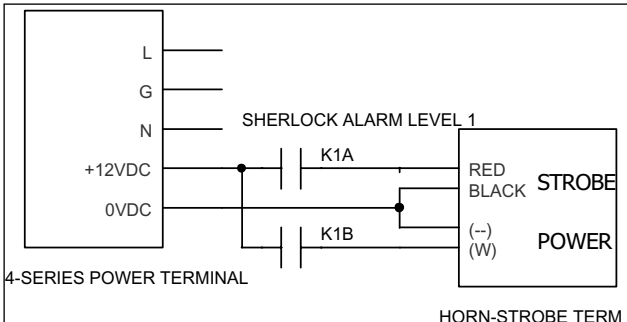 L
G
N
+12VDC
0VDC
4-SERIES POWER TERMINAL
SHERLOCK ALARM LEVEL 1
K1A
K1B
RED
BLACK
STROBE
(--)
(W)
POWER
HORN-STROBE TERM